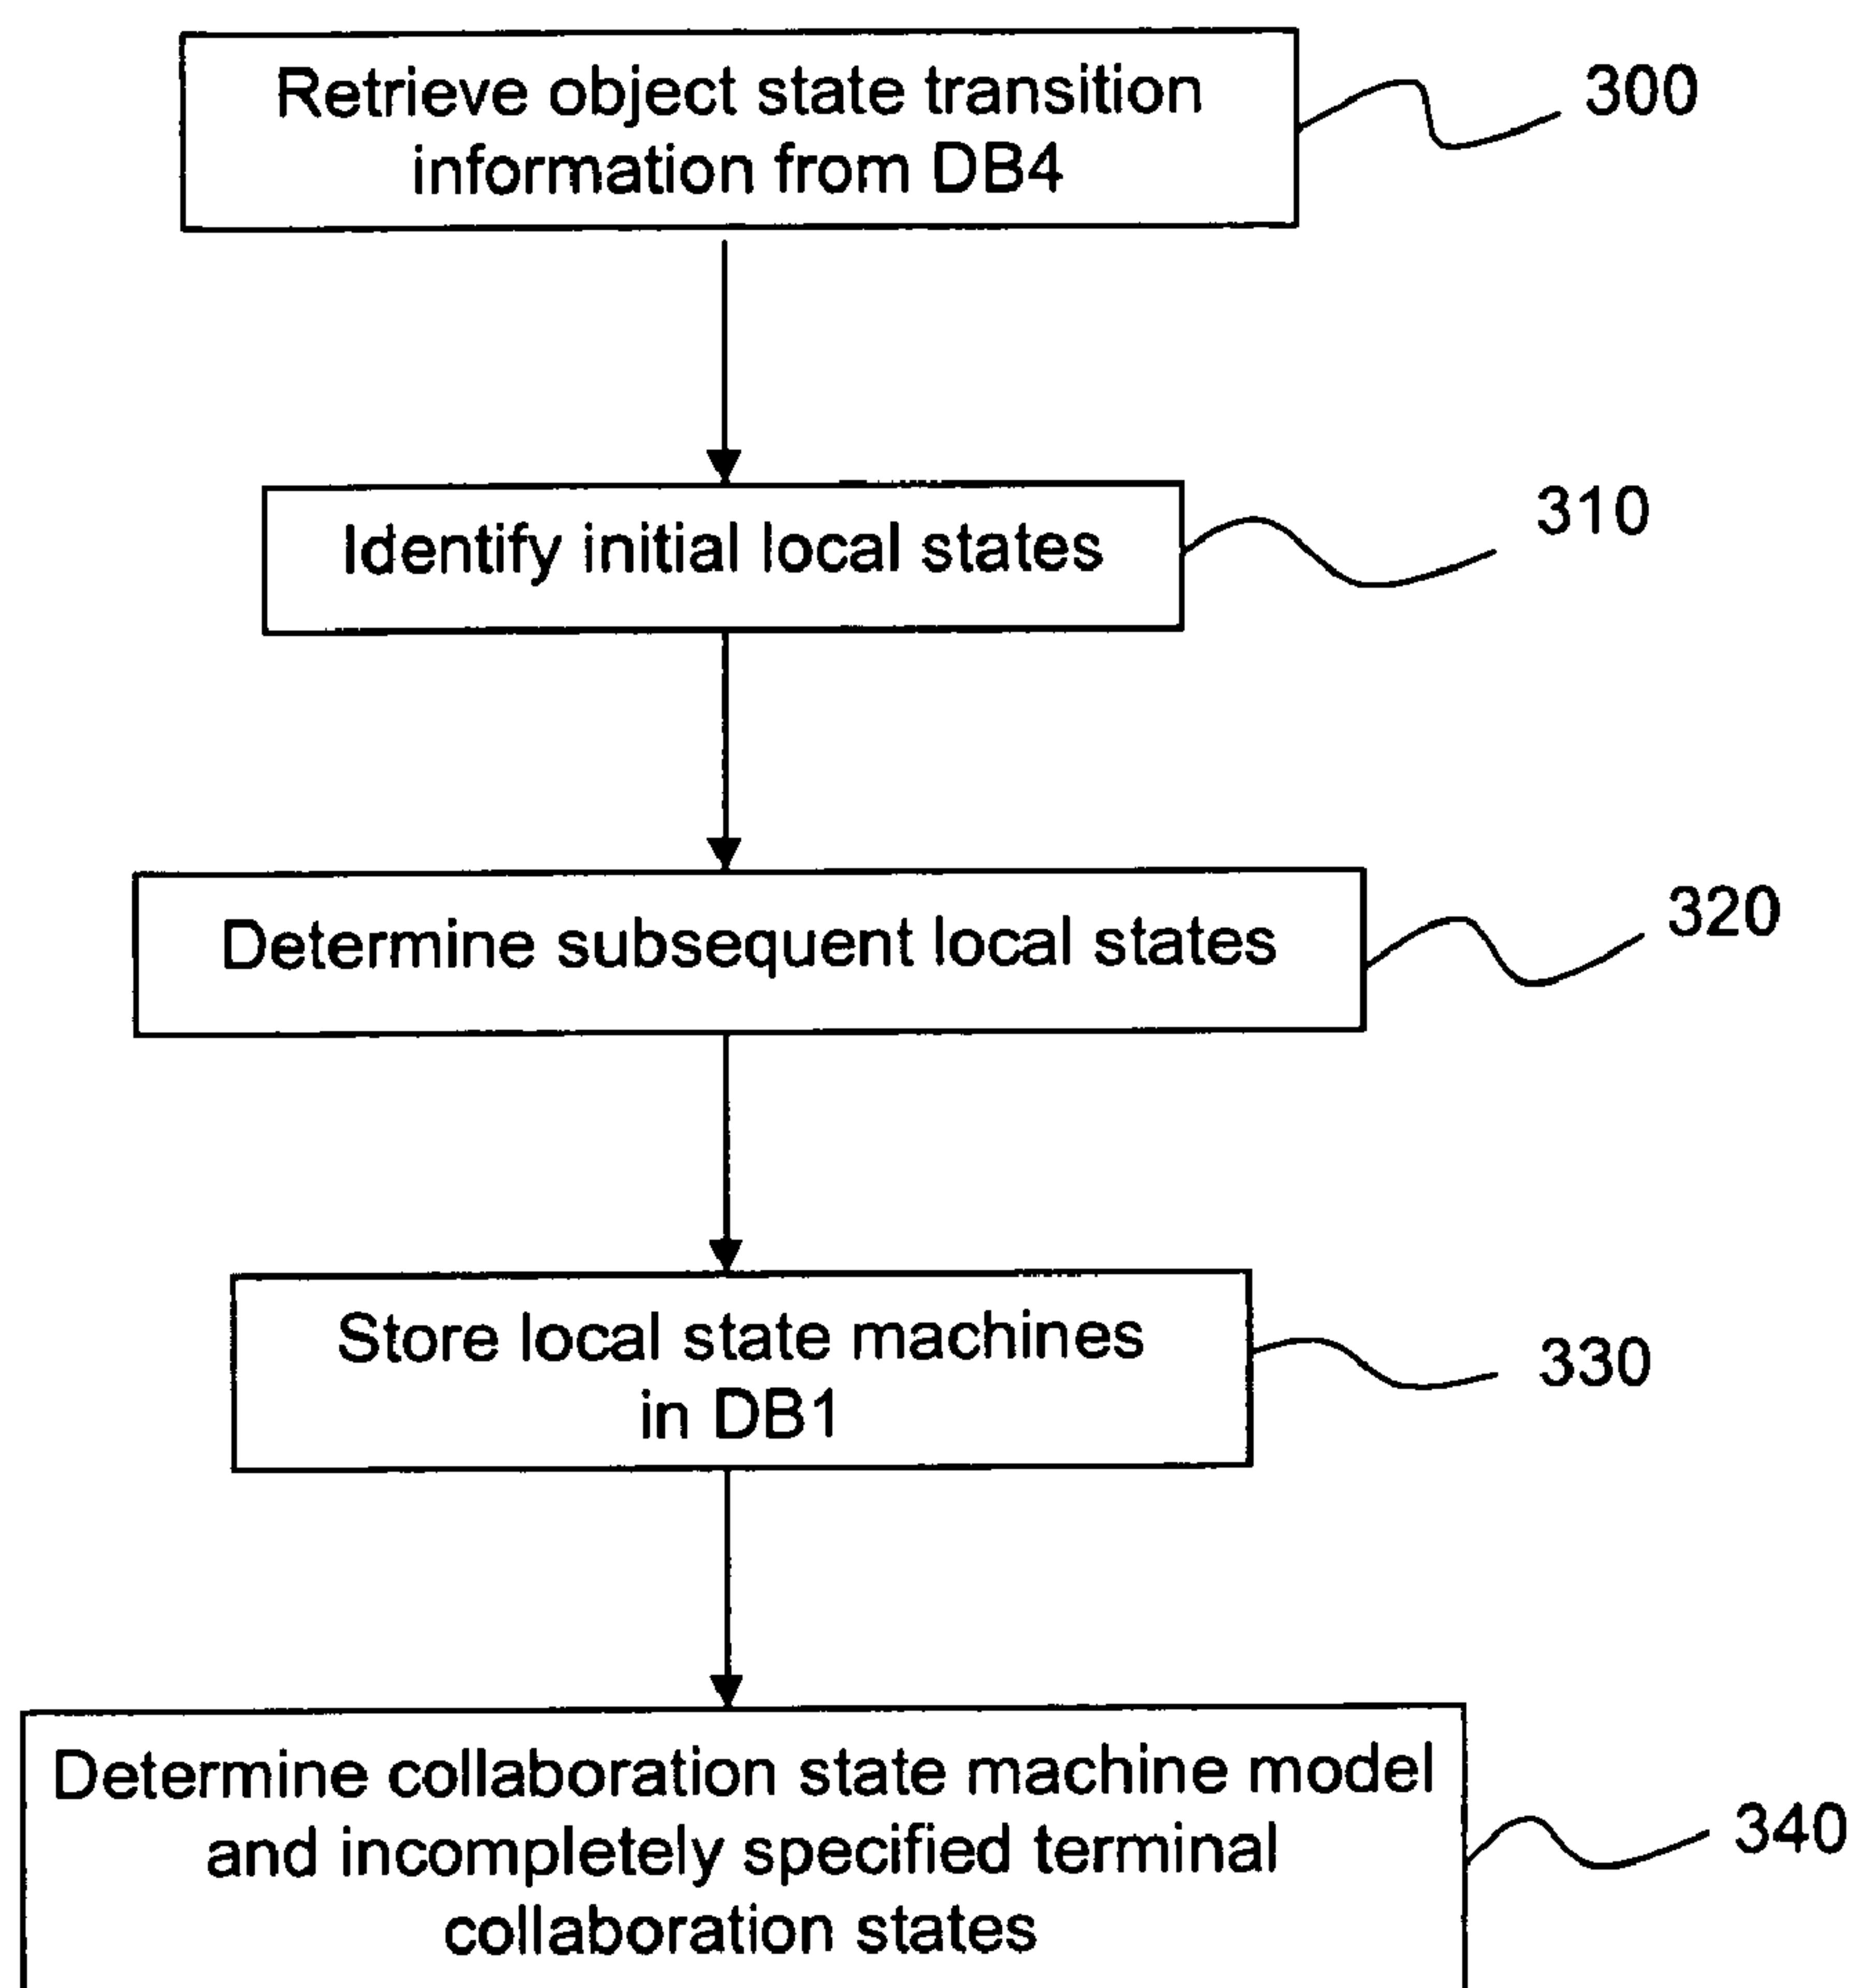 Retrieve object state transition
information from DB4
300
Identify initial local states
310
Determine subsequent local states
320
Store local state machines
in DB1
330
Determine collaboration state machine model
and incompletely specified terminal
collaboration states
340